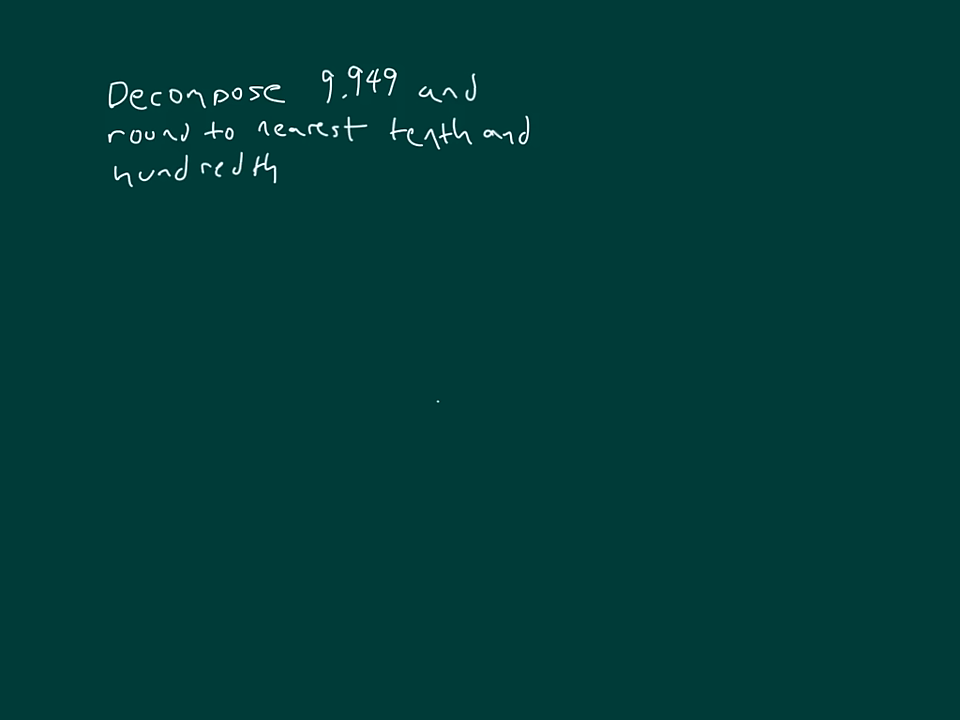 Decompose 9.949 and
round to nearest tenth and
hundredth